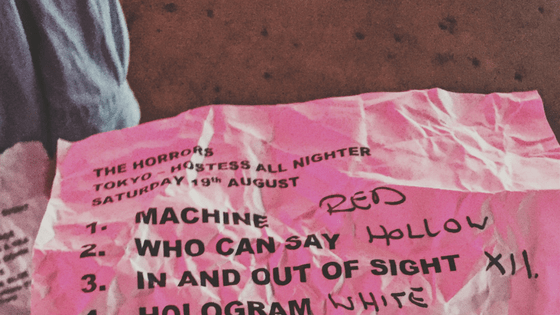 THE HORRORS
TOKYO - HOSTESS ALL NIGHTER
SATURDAY 19th AUGUST
1. MACHINE RED
2. WHO CAN SAY HOLLOW
3. IN AND OUT OF SIGHT XII.
4. HOLOGRAM WHITE